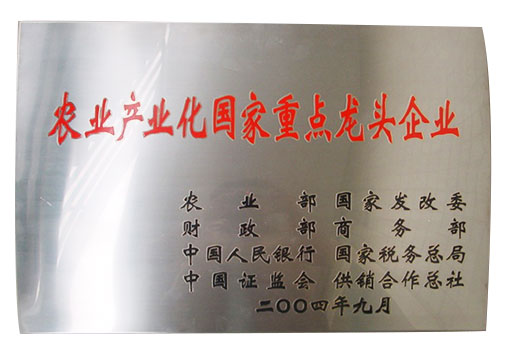 农业产业化国家重点龙头企业
农业部 国家发改委
财政部 商务部
中国人民银行 国家税务总局
中国证监会 供销合作总社
二〇〇四年九月